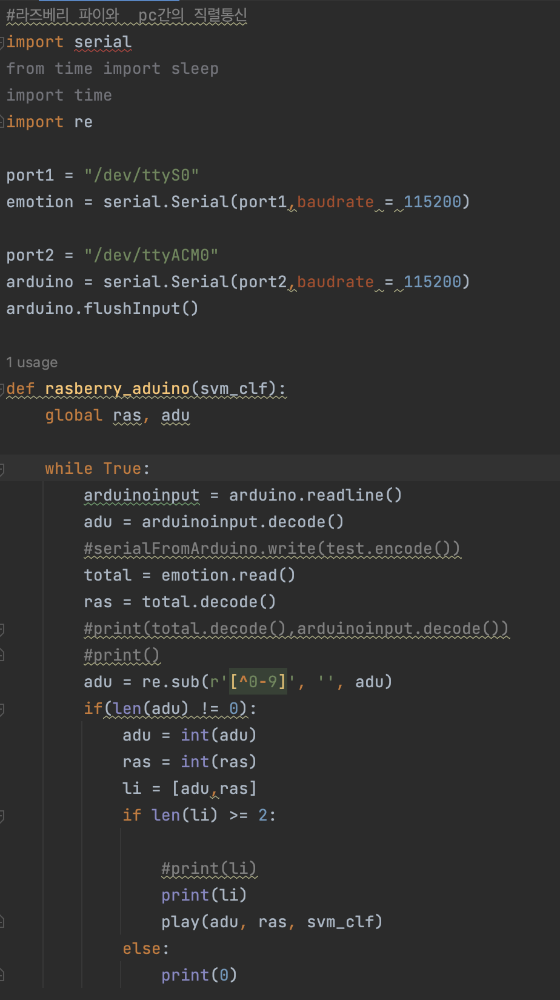 #라즈베리 파이와  pc간의 직렬통신
import serial
from time import sleep
import time
import re
port1 = "/dev/ttyS0"
emotion = serial.Serial(port1,baudrate = 115200)
port2 = "/dev/ttyACM0"
arduino = serial.Serial(port2,baudrate = 115200)
arduino.flushInput()
1 usage
def rasberry_aduino(svm_clf):
    global ras, adu
    while True:
        arduinoinput = arduino.readline()
        adu = arduinoinput.decode()
        #serialFromArduino.write(test.encode())
        total = emotion.read()
        ras = total.decode()
        #print(total.decode(),arduinoinput.decode())
        #print()
        adu = re.sub(r'[^0-9]', '', adu)
        if(len(adu) != 0):
            adu = int(adu)
            ras = int(ras)
            li = [adu,ras]
            if len(li) >= 2:
                #print(li)
                print(li)
                play(adu, ras, svm_clf)
            else:
                print(0)